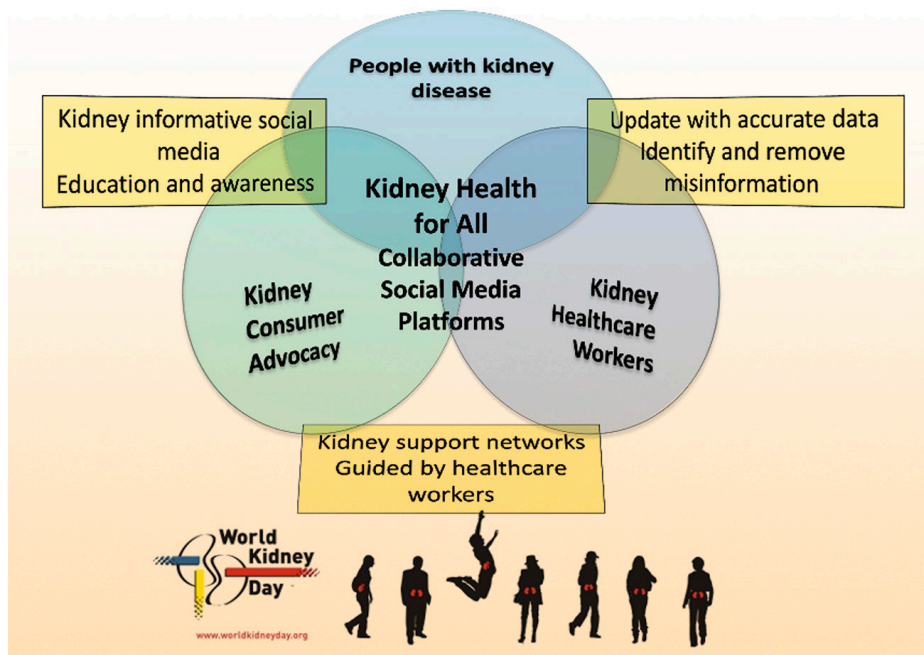 People with kidney
disease
Kidney informative social
media
Education and awareness
Update with accurate data
Identify and remove
misinformation
Kidney Health
for All
Collaborative
Social Media
Platforms
Kidney
Consumer
Advocacy
Kidney
Healthcare
Workers
Kidney support networks
Guided by healthcare
workers
World
Kidney
Day
www.worldkidneyday.org